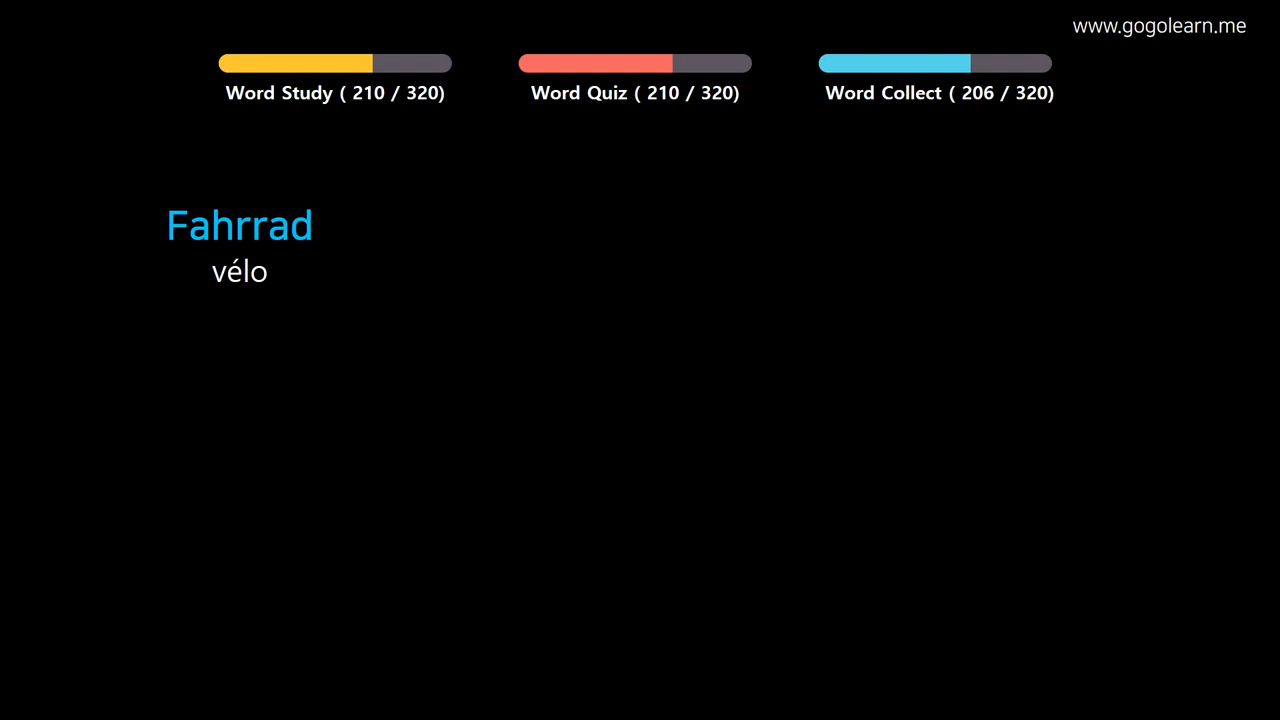 www.gogolearn.me
Word Study ( 210 / 320)
Word Quiz ( 210 / 320)
Word Collect ( 206 / 320)
Fahrrad
vélo